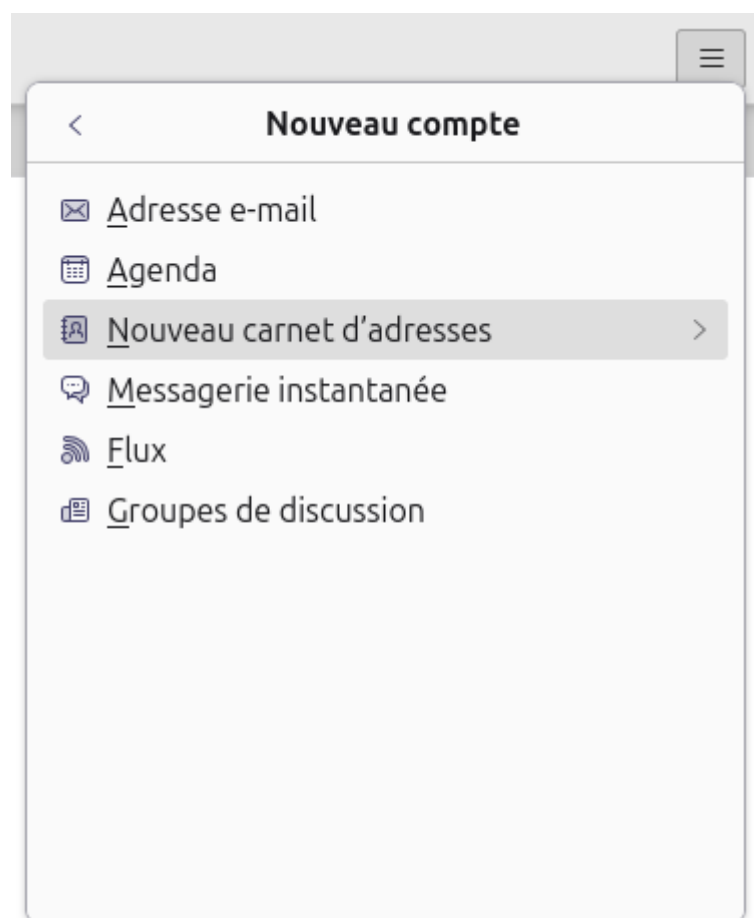 Nouveau compte
Adresse e-mail
Agenda
Nouveau carnet d’adresses
Messagerie instantanée
Flux
Groupes de discussion